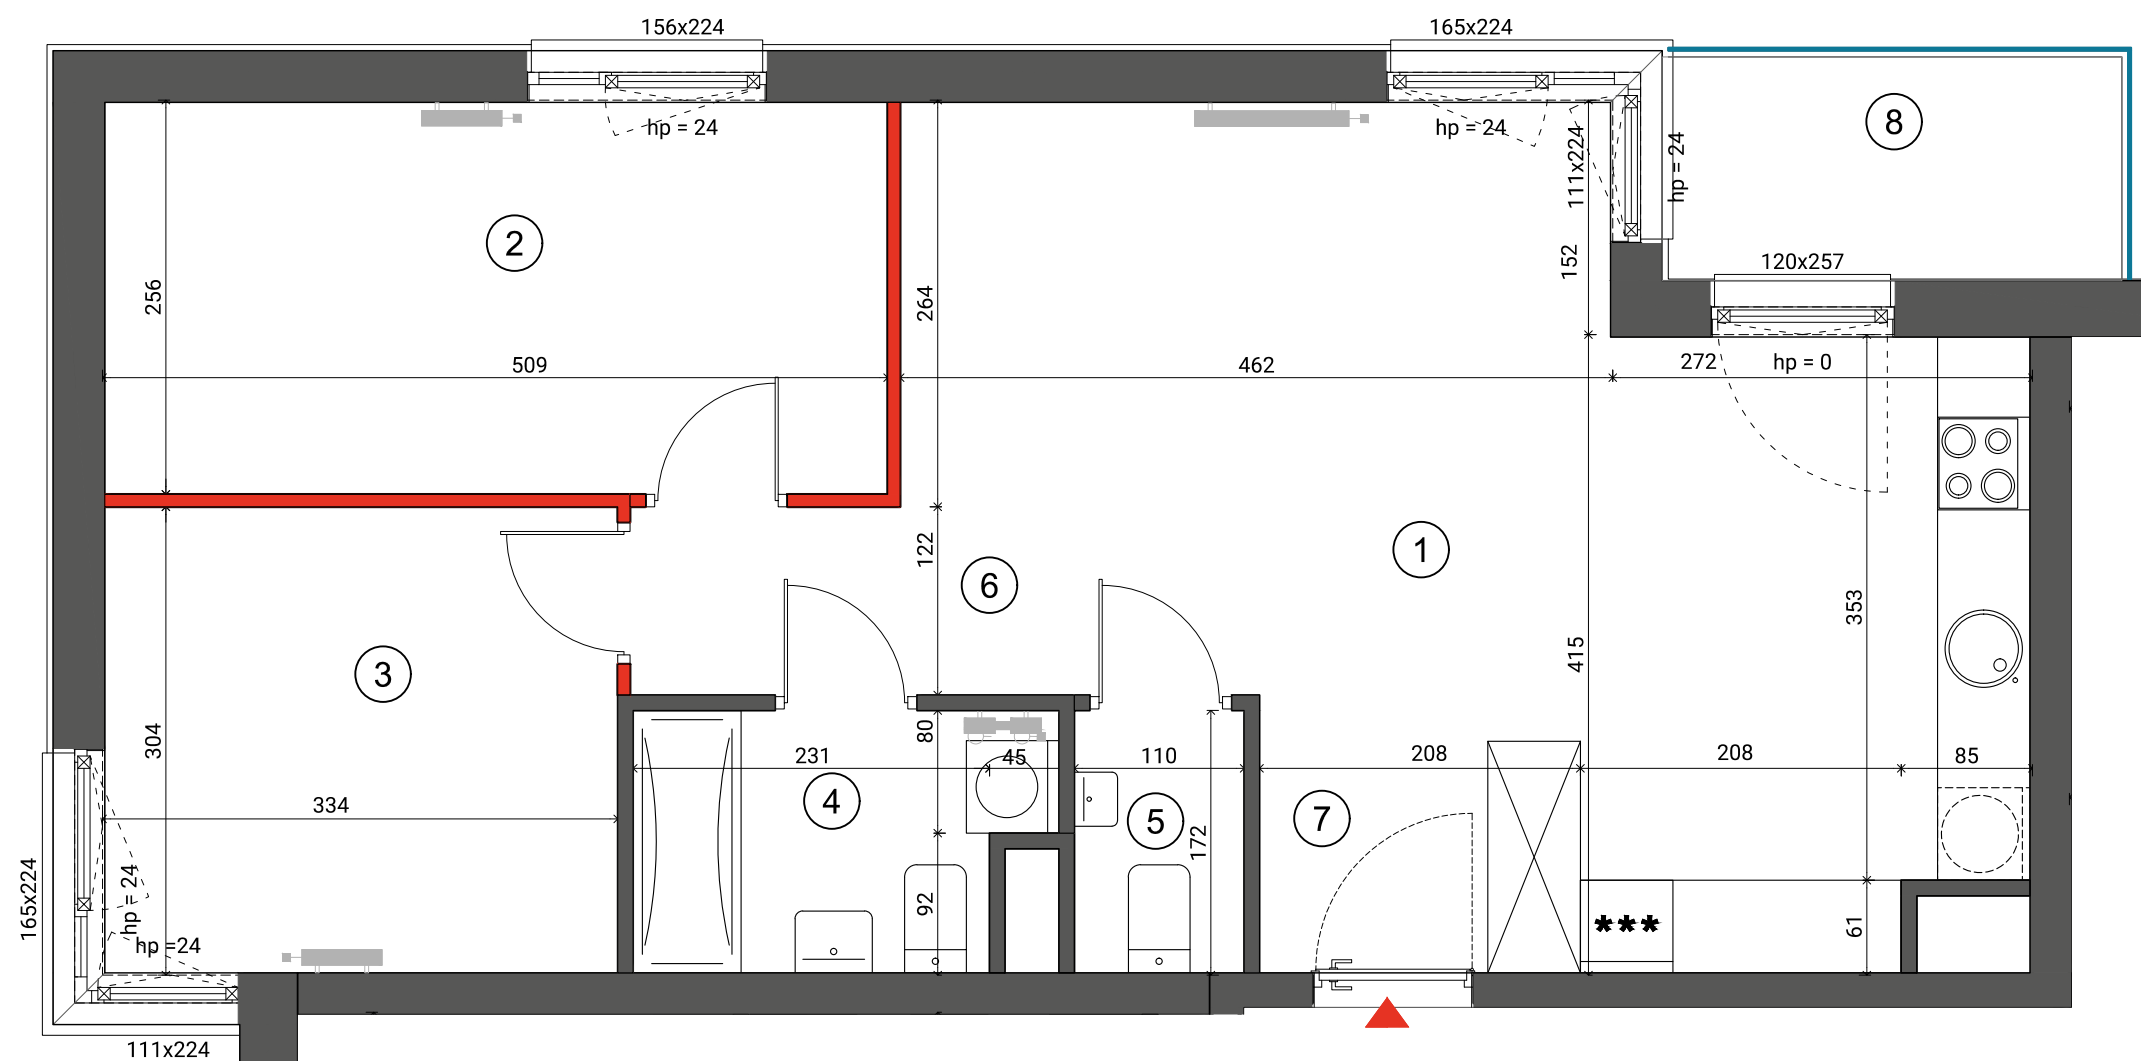 156x224
165x224
hp = 24
hp = 24
8
111x224
hp = 24
2
152
120x257
256
264
509
462
272
hp = 0
122
1
6
353
3
415
304
80
231
45
110
208
208
85
334
4
5
7
172
165x224
hp = 24
92
***
61
hp =24
111x224